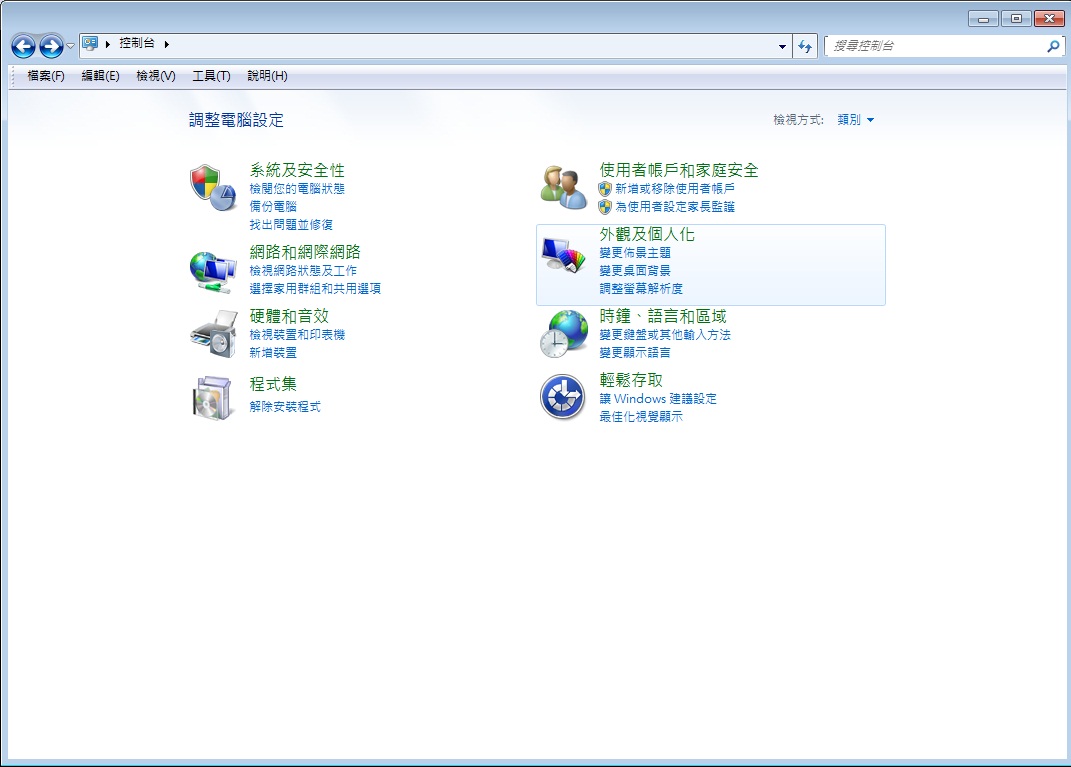 控制台
搜尋控制台
檔案(F) 編輯(E) 檢視(V) 工具(T) 說明(H)
調整電腦設定
檢視方式: 類別
系統及安全性
檢閱您的電腦狀態
備份電腦
找出問題並修復
網路和網際網路
檢視網路狀態及工作
選擇家用群組和共用選項
硬體和音效
檢視裝置和印表機
新增裝置
程式集
解除安裝程式
使用者帳戶和家庭安全
新增或移除使用者帳戶
為使用者設定家長監護
外觀及個人化
變更佈景主題
變更桌面背景
調整螢幕解析度
時鐘、語言和區域
變更鍵盤或其他輸入方法
變更顯示語言
輕鬆存取
讓 Windows 建議設定
最佳化視覺顯示